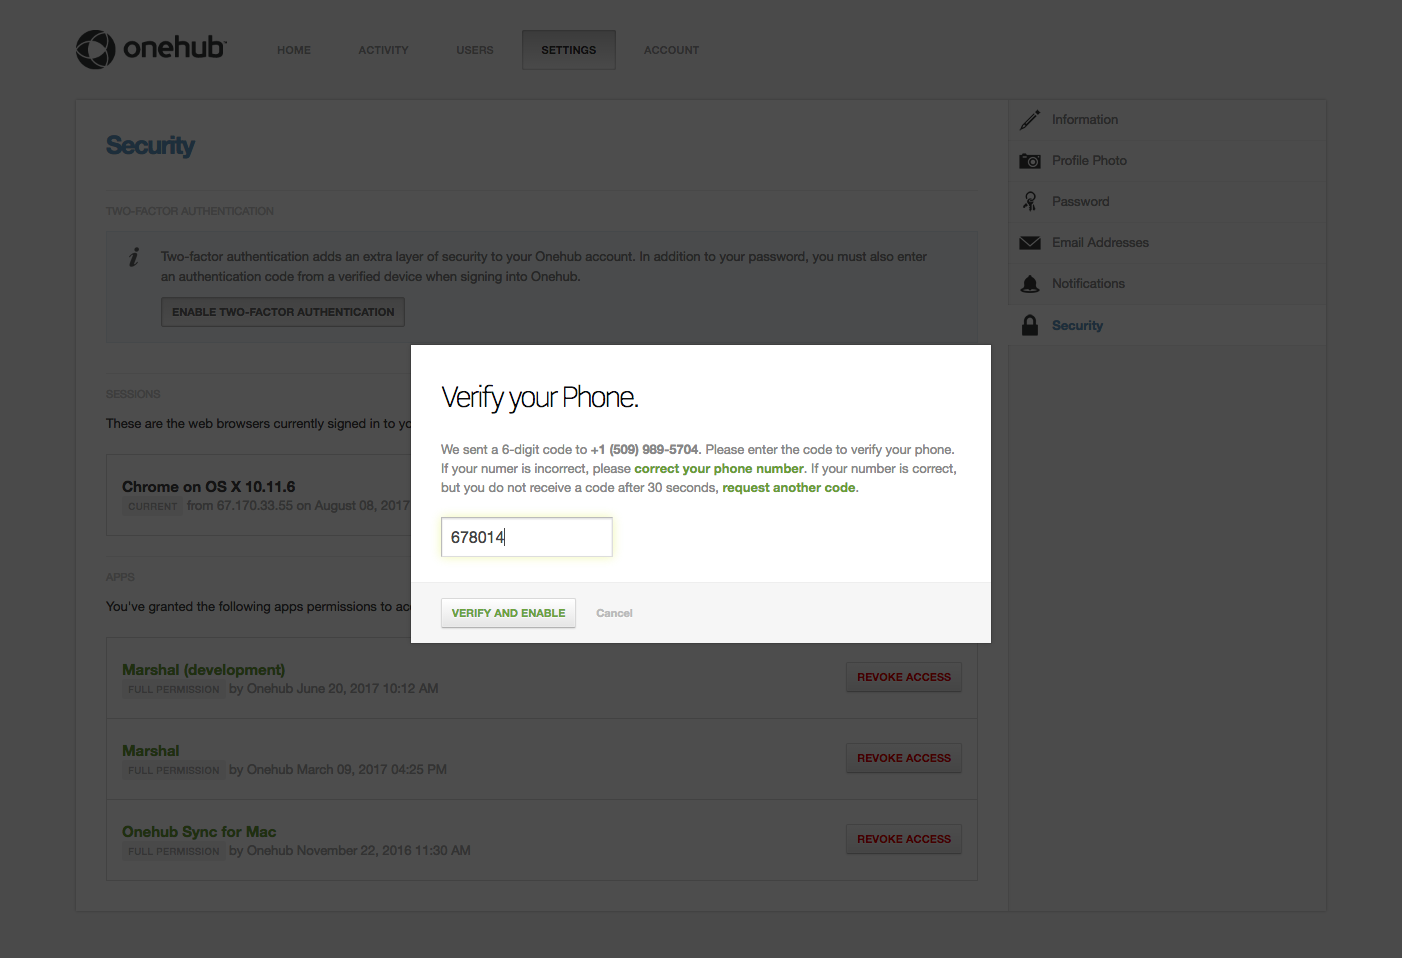 onehub
HOME
ACTIVITY
USERS
SETTINGS
ACCOUNT
Security
TWO-FACTOR AUTHENTICATION
Two-factor authentication adds an extra layer of security to your Onehub account. In addition to your password, you must also enter
an authentication code from a verified device when signing into Onehub.
ENABLE TWO-FACTOR AUTHENTICATION
SESSIONS
These are the web browsers currently signed in to yo
Chrome on OS X 10.11.6
CURRENT from 67.170.33.55 on August 08, 2017
APPS
You've granted the following apps permissions to ac
Marshal (development)
FULL PERMISSION by Onehub June 20, 2017 10:12 AM
REVOKE ACCESS
Marshal
FULL PERMISSION by Onehub March 09, 2017 04:25 PM
REVOKE ACCESS
Onehub Sync for Mac
FULL PERMISSION by Onehub November 22, 2016 11:30 AM
REVOKE ACCESS
Information
Profile Photo
Password
Email Addresses
Notifications
Security
Verify your Phone.
We sent a 6-digit code to +1 (509) 989-5704. Please enter the code to verify your phone.
If your numer is incorrect, please correct your phone number. If your number is correct,
but you do not receive a code after 30 seconds, request another code.
678014
VERIFY AND ENABLE
Cancel